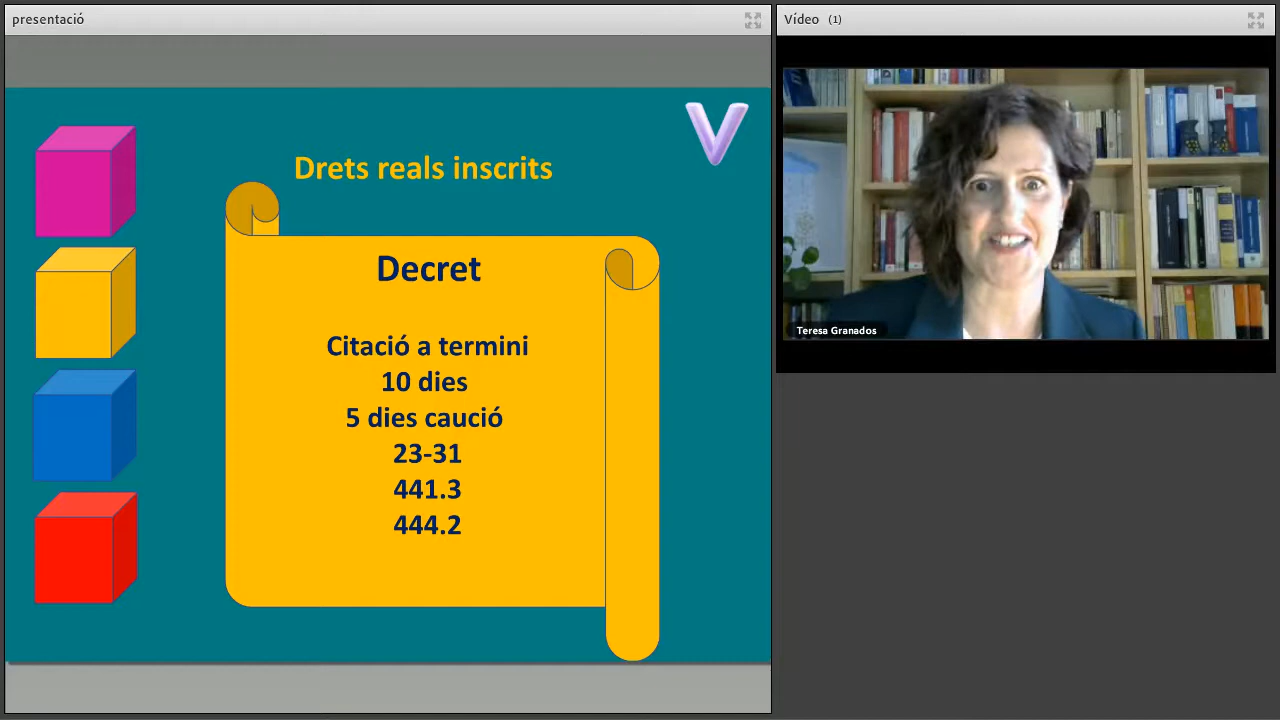 presentació
Vídeo (1)
V
Drets reals inscrits
Decret
Citació a termini
10 dies
5 dies caució
23-31
441.3
444.2
Teresa Granados